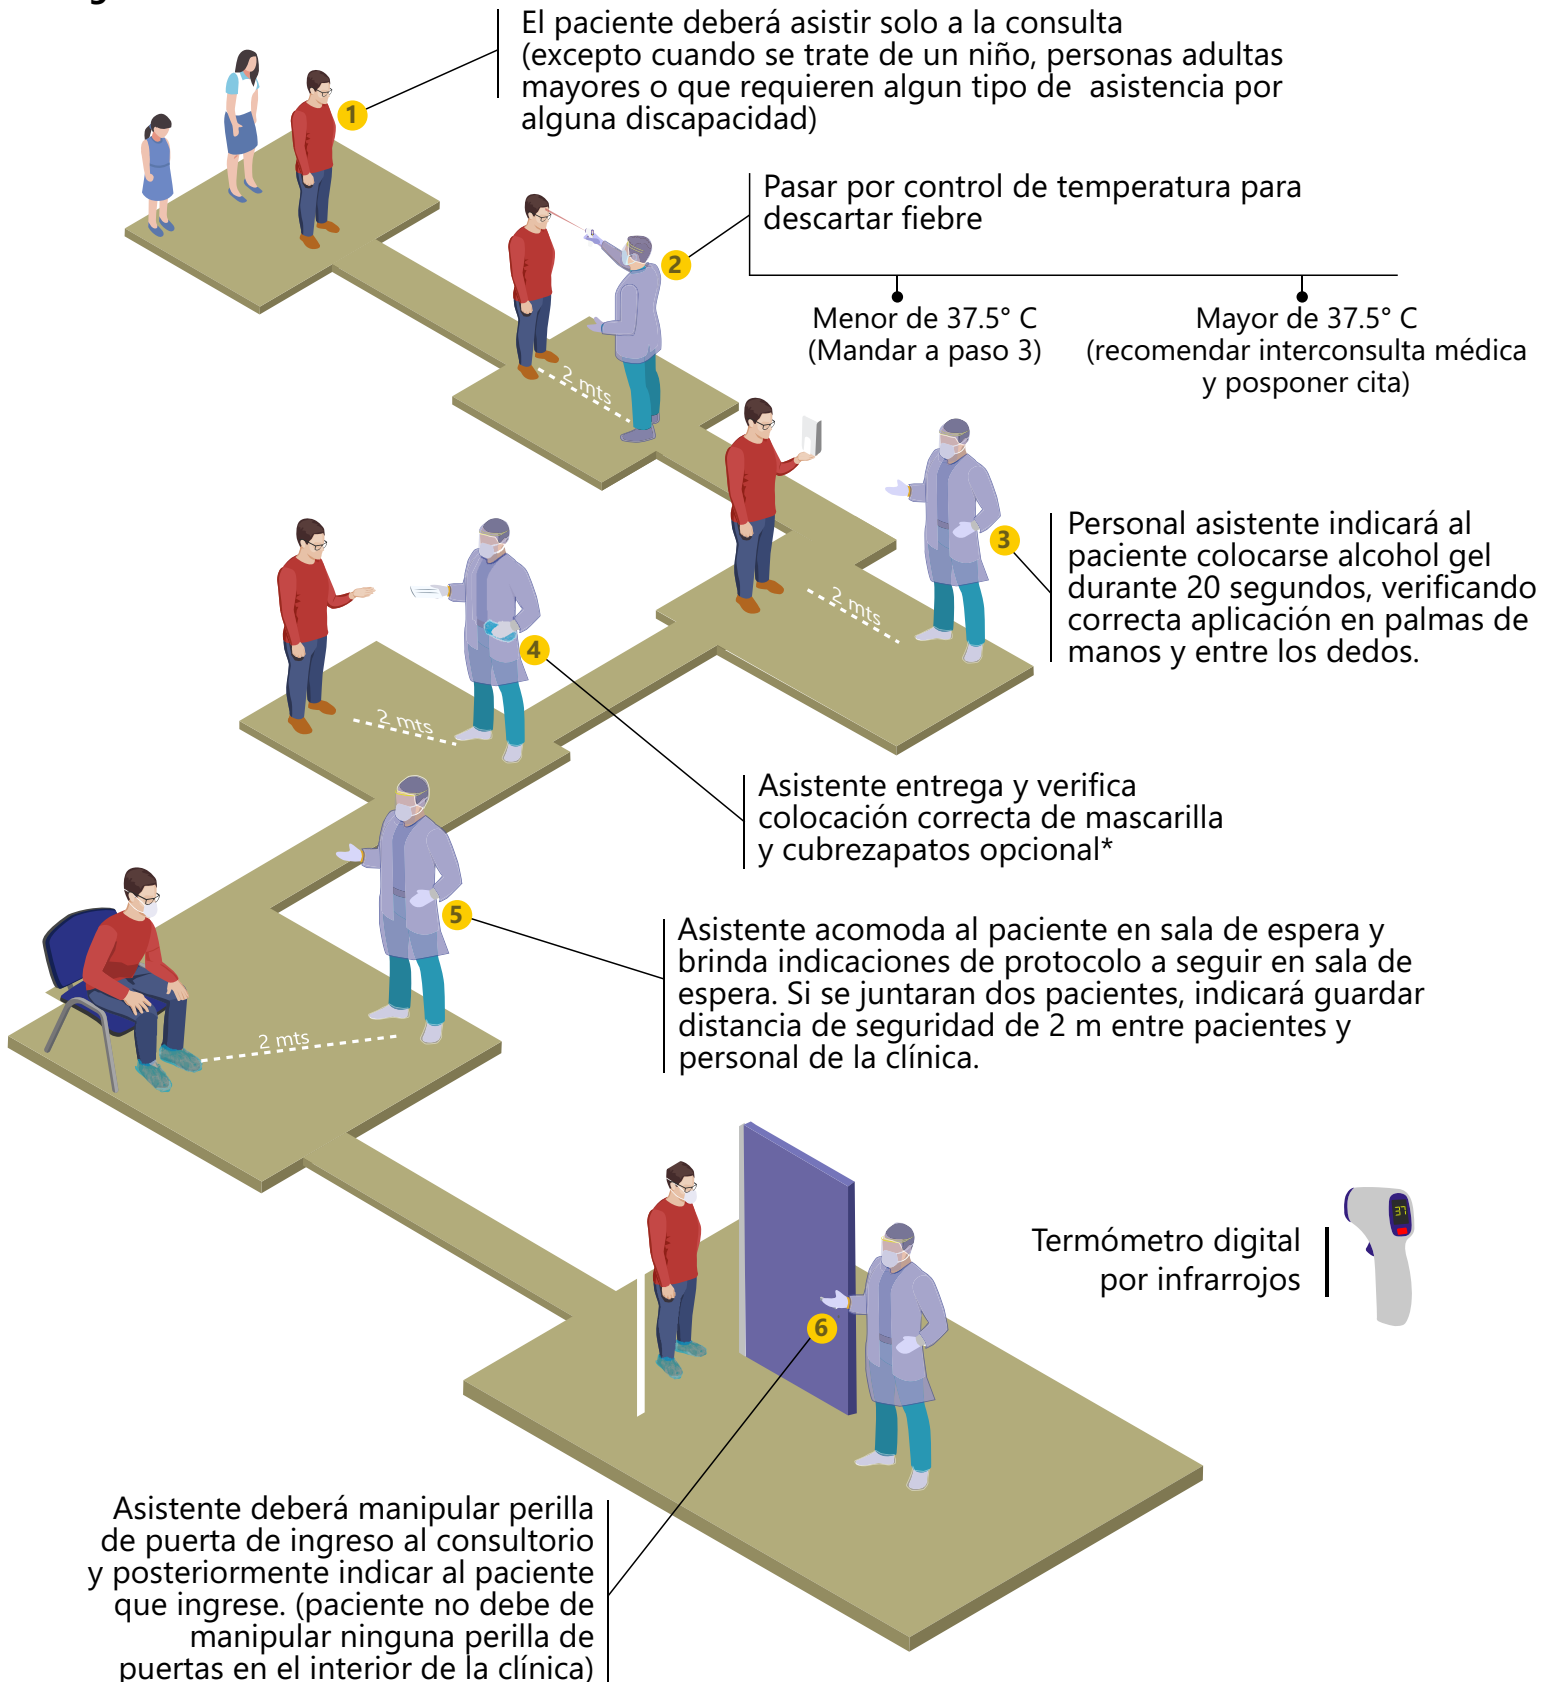 1
El paciente deberá asistir solo a la consulta
(excepto cuando se trate de un niño, personas adultas
mayores o que requieren algun tipo de asistencia por
alguna discapacidad)
2
Pasar por control de temperatura para
descartar fiebre
Menor de 37.5° C
(Mandar a paso 3)
Mayor de 37.5° C
(recomendar interconsulta médica
y posponer cita)
2 mts
3
Personal asistente indicará al
paciente colocarse alcohol gel
durante 20 segundos, verificando
correcta aplicación en palmas de
manos y entre los dedos.
2 mts
4
Asistente entrega y verifica
colocación correcta de mascarilla
y cubrezapatos opcional*
2 mts
5
Asistente acomoda al paciente en sala de espera y
brinda indicaciones de protocolo a seguir en sala de
espera. Si se juntaran dos pacientes, indicará guardar
distancia de seguridad de 2 m entre pacientes y
personal de la clínica.
2 mts
Termómetro digital
por infrarrojos
37
6
Asistente deberá manipular perilla
de puerta de ingreso al consultorio
y posteriormente indicar al paciente
que ingrese. (paciente no debe de
manipular ninguna perilla de
puertas en el interior de la clínica)